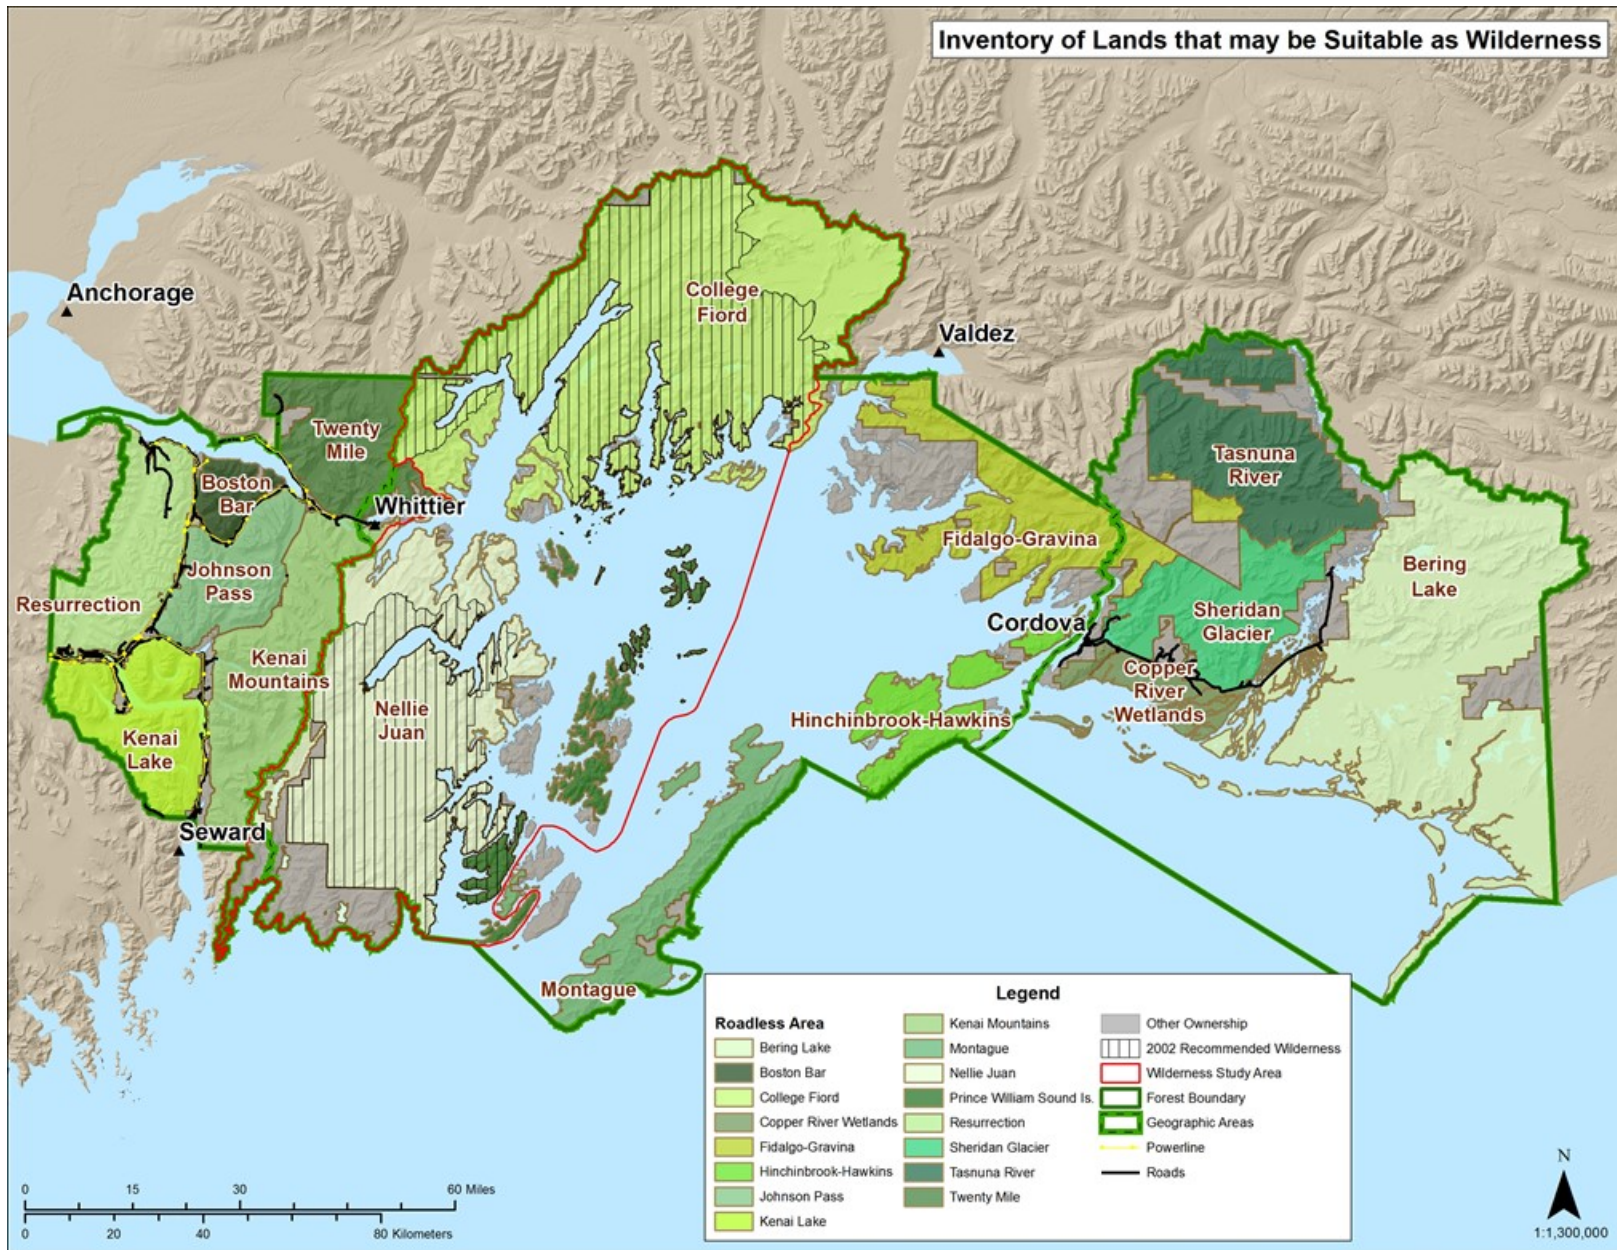 Inventory of Lands that may be Suitable as Wilderness
Anchorage
College
Fiord
Valdez
Twenty
Mile
Tasnuna
River
Boston
Bar
Whittier
Fidalgo-Gravina
Bering
Lake
Johnson
Pass
Resurrection
Sheridan
Glacier
Cordova
Kenai
Mountains
Copper
River
Wetlands
Nellie
Juan
Hinchinbrook-Hawkins
Kenai
Lake
Seward
Montague
Legend
Roadless Area
Bering Lake
Boston Bar
College Fiord
Copper River Wetlands
Fidalgo-Gravina
Hinchinbrook-Hawkins
Johnson Pass
Kenai Lake
Kenai Mountains
Montague
Nellie Juan
Prince William Sound Is.
Resurrection
Sheridan Glacier
Tasnuna River
Twenty Mile
Other Ownership
2002 Recommended Wilderness
Wilderness Study Area
Forest Boundary
Geographic Areas
Powerline
Roads
0 15 30 60 Miles
0 20 40 80 Kilometers
N
1:1,300,000